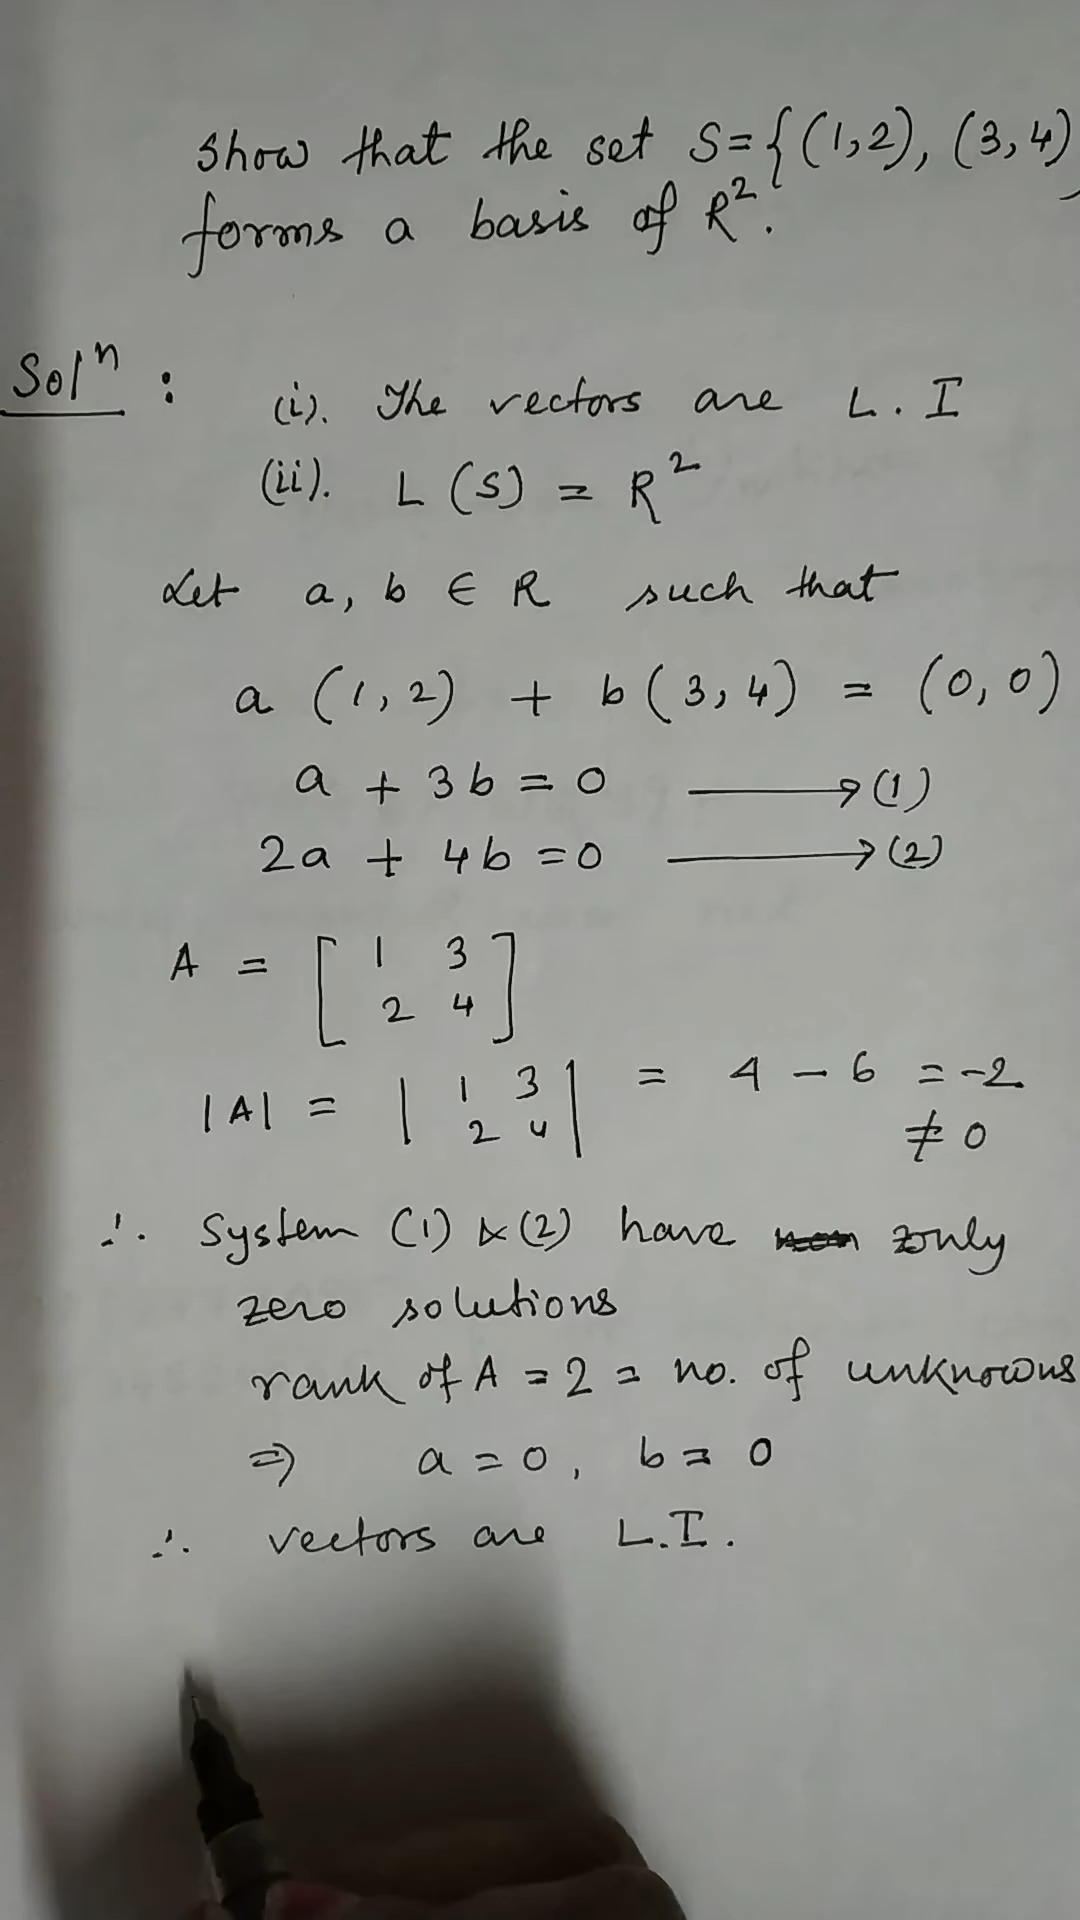 Show that the set S={(1,2), (3,4)
forms a basis of R².
Solⁿ : (i). The vectors are L.I
(ii). L(S) = R²
Let a, b ∈ R such that
a (1,2) + b(3,4) = (0,0)
a + 3b = 0 ⟶ (1)
2a + 4b = 0 ⟶ (2)
A = [ 1 3
2 4 ]
|A| = | 1 3
2 4 | = 4 - 6 = -2
≠ 0
∴ System (1) & (2) have only
zero solutions
rank of A = 2 = no. of unknowns
⇒ a = 0, b = 0
∴ vectors are L.I.